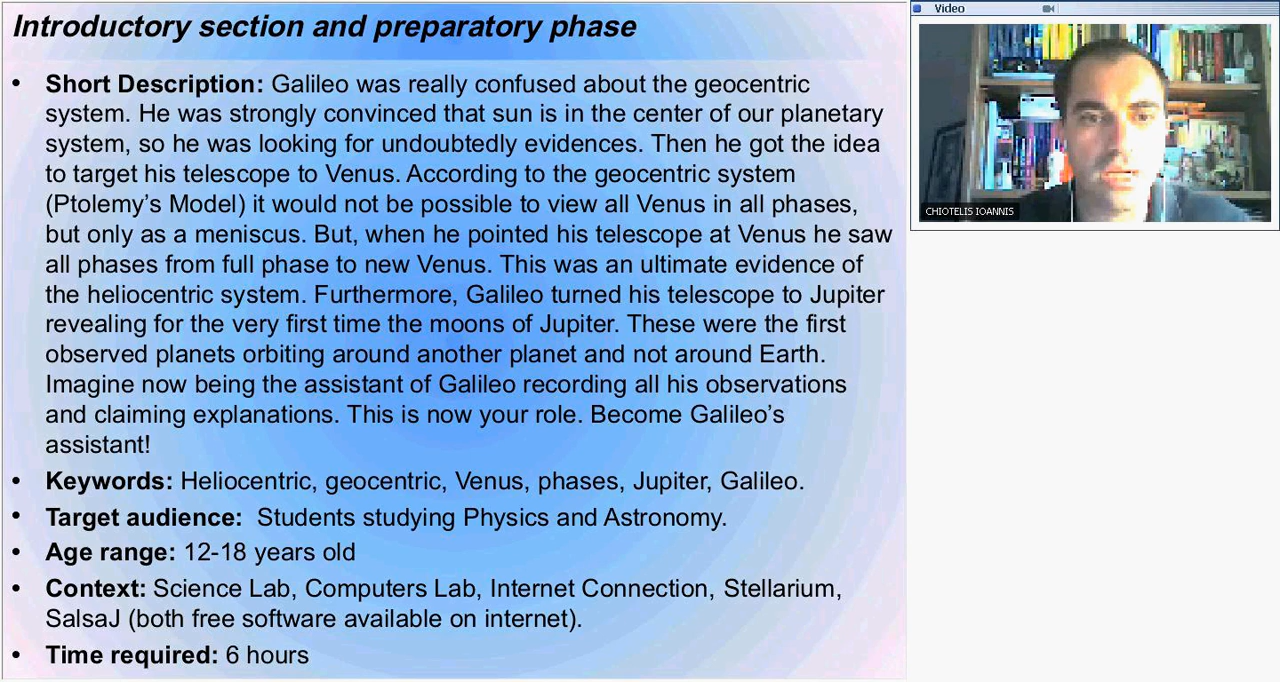 Introductory section and preparatory phase
• Short Description: Galileo was really confused about the geocentric
system. He was strongly convinced that sun is in the center of our planetary
system, so he was looking for undoubtedly evidences. Then he got the idea
to target his telescope to Venus. According to the geocentric system
(Ptolemy's Model) it would not be possible to view all Venus in all phases,
but only as a meniscus. But, when he pointed his telescope at Venus he saw
all phases from full phase to new Venus. This was an ultimate evidence of
the heliocentric system. Furthermore, Galileo turned his telescope to Jupiter
revealing for the very first time the moons of Jupiter. These were the first
observed planets orbiting around another planet and not around Earth.
Imagine now being the assistant of Galileo recording all his observations
and claiming explanations. This is now your role. Become Galileo's
assistant!
• Keywords: Heliocentric, geocentric, Venus, phases, Jupiter, Galileo.
• Target audience: Students studying Physics and Astronomy.
• Age range: 12-18 years old
• Context: Science Lab, Computers Lab, Internet Connection, Stellarium,
SalsaJ (both free software available on internet).
• Time required: 6 hours
Video
CHIOTELIS IOANNIS